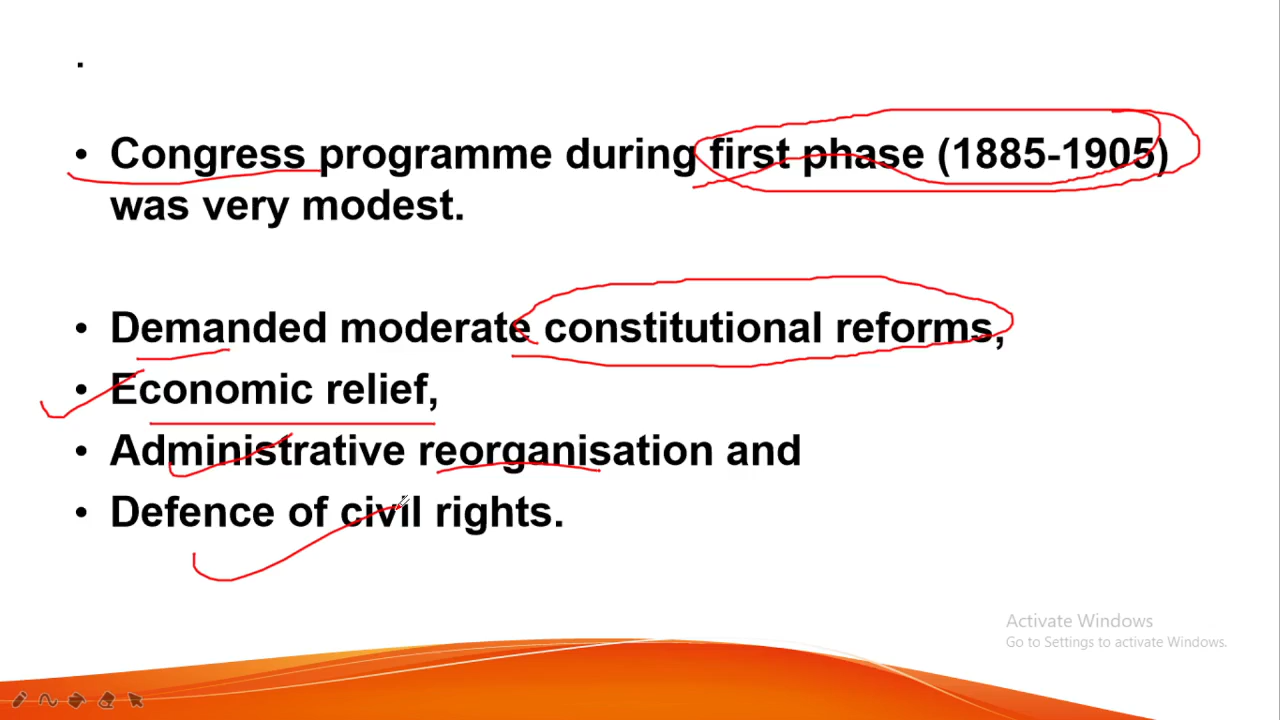 .
• Congress programme during first phase (1885-1905)
was very modest.
• Demanded moderate constitutional reforms,
• Economic relief,
• Administrative reorganisation and
• Defence of civil rights.
Activate Windows
Go to Settings to activate Windows.